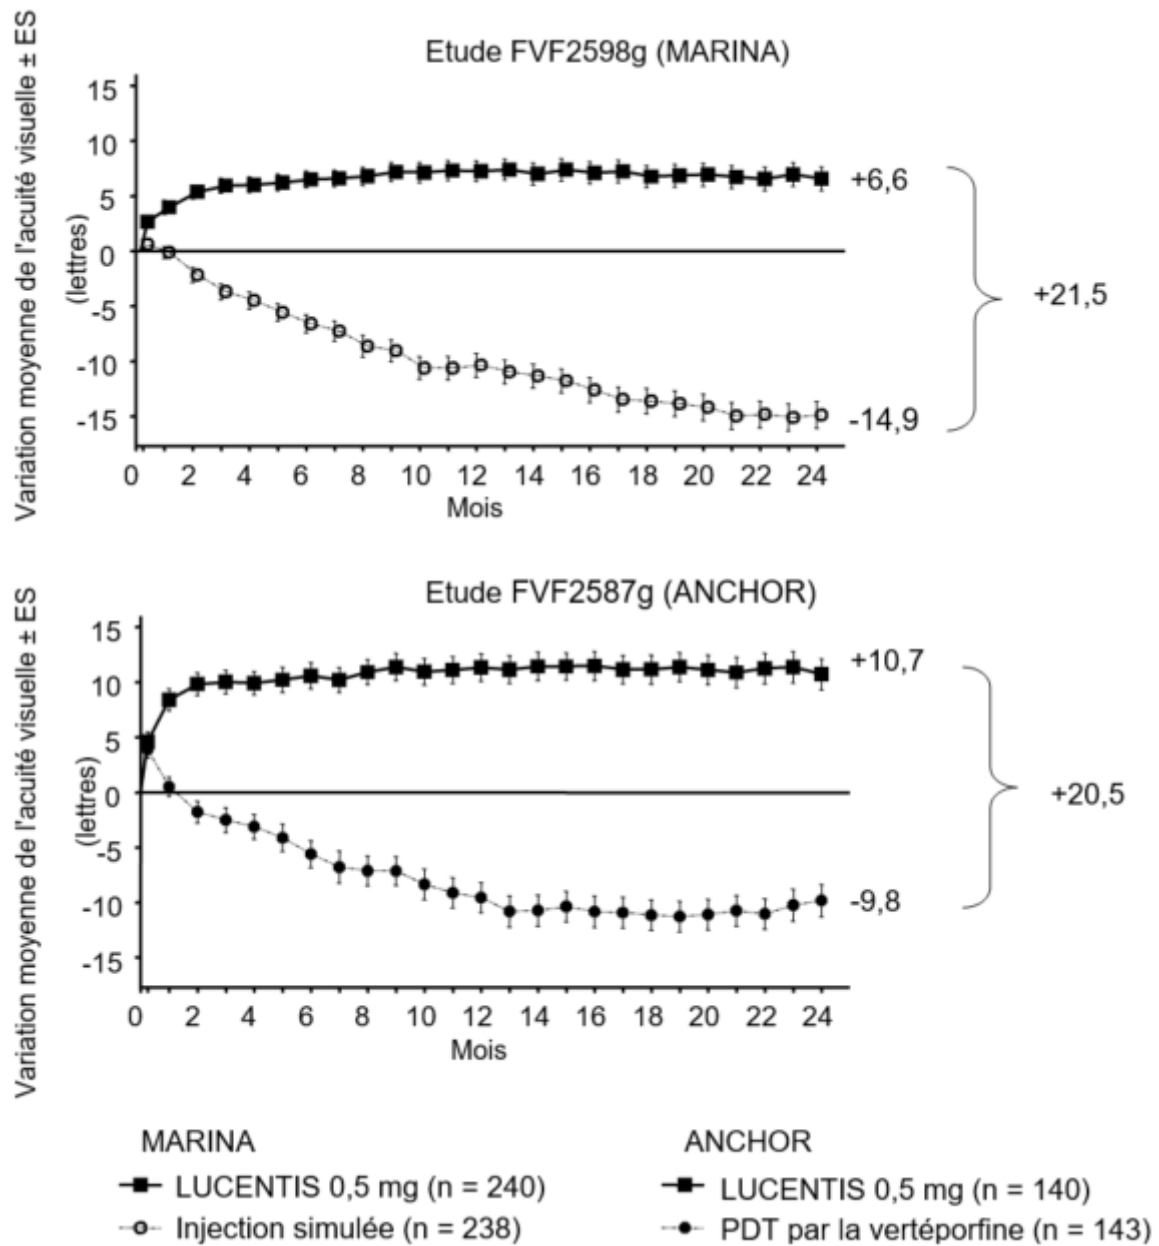 Etude FVF2598g (MARINA)
Variation moyenne de l'acuité visuelle ± ES
(lettres)
15
10
5
0
-5
-10
-15
+6,6
-14,9
+21,5
0 2 4 6 8 10 12 14 16 18 20 22 24
Mois
Etude FVF2587g (ANCHOR)
Variation moyenne de l'acuité visuelle ± ES
(lettres)
15
10
5
0
-5
-10
-15
+10,7
-9,8
+20,5
0 2 4 6 8 10 12 14 16 18 20 22 24
Mois
MARINA
LUCENTIS 0,5 mg (n = 240)
Injection simulée (n = 238)
ANCHOR
LUCENTIS 0,5 mg (n = 140)
PDT par la vertéporfine (n = 143)